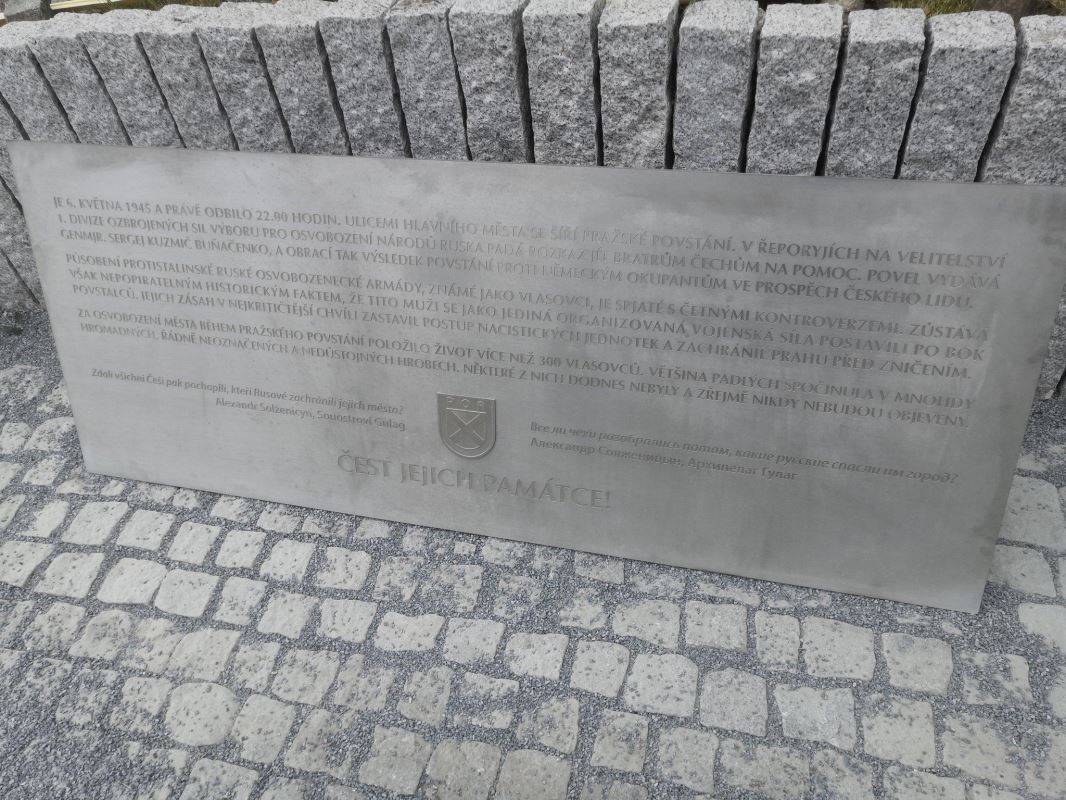 JE 6. KVĚTNA 1945 A PRÁVĚ ODBILO 22.00 HODIN. ULICEMI HLAVNÍHO MĚSTA SE ŠÍŘÍ PRAŽSKÉ POVSTÁNÍ. V ŘEPORYJÍCH NA VELITELSTVÍ
1. DIVIZE OZBROJENÝCH SIL VÝBORU PRO OSVOBOZENÍ NÁRODŮ RUSKA PADÁ ROZKAZ JÍT BRATRŮM ČECHŮM NA POMOC. POVEL VYDÁVÁ
GENMJR. SERGEJ KUZMIČ BUŇAČENKO, A OBRACÍ TAK VÝSLEDEK POVSTÁNÍ PROTI NĚMECKÝM OKUPANTŮM VE PROSPĚCH ČESKÉHO LIDU.
PŮSOBENÍ PROTISTALINSKÉ RUSKÉ OSVOBOZENECKÉ ARMÁDY, ZNÁMÉ JAKO VLASOVCI, JE SPJATÉ S ČETNÝMI KONTROVERZEMI. ZŮSTÁVÁ
VŠAK NEPOPIRATELNÝM HISTORICKÝM FAKTEM, ŽE TITO MUŽI SE JAKO JEDINÁ ORGANIZOVANÁ VOJENSKÁ SÍLA POSTAVILI PO BOK
POVSTALCŮ. JEJICH ZÁSAH V NEJKRITIČTĚJŠÍ CHVÍLI ZASTAVIL POSTUP NACISTICKÝCH JEDNOTEK A ZACHRÁNIL PRAHU PŘED ZNIČENÍM.
ZA OSVOBOZENÍ MĚSTA BĚHEM PRAŽSKÉHO POVSTÁNÍ POLOŽILO ŽIVOT VÍCE NEŽ 300 VLASOVCŮ. VĚTŠINA PADLÝCH SPOČINULA V MNOHDY
HROMADNÝCH, ŘÁDNĚ NEOZNAČENÝCH A NEDŮSTOJNÝCH HROBECH, NĚKTERÉ Z NICH DODNES NEBYLY A ZŘEJMĚ NIKDY NEBUDOU OBJEVENY.
Zdali všichni Češi pak pochopili, kteří Rusové zachránili jejich město?
Alexandr Solženicyn, Souostroví Gulag
РОА
Все ли чехи разобрались потом, какие русские спасли им город?
Александр Солженицын, Архипелаг Гулаг
ČEST JEJICH PAMÁTCE!